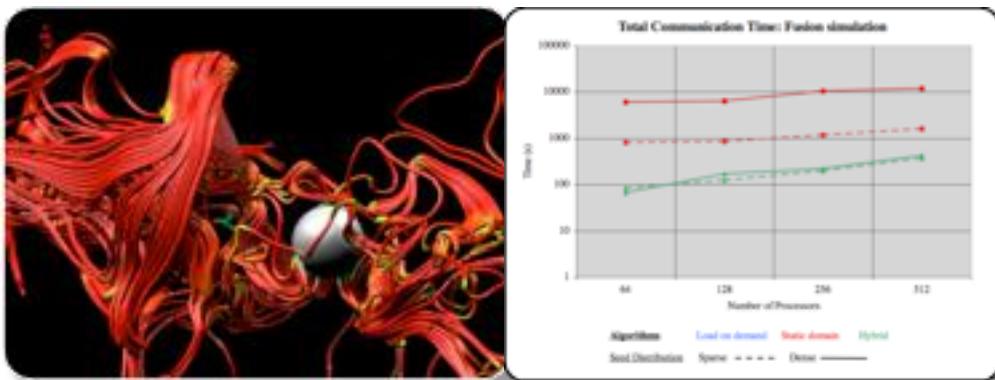 Total Communication Time: Fusion simulation
100000
10000
1000
100
10
1
Time (s)
64 128 256 512
Number of Processors
Algorithms Load on demand Static domain Hybrid
Seed Distribution Sparse Dense